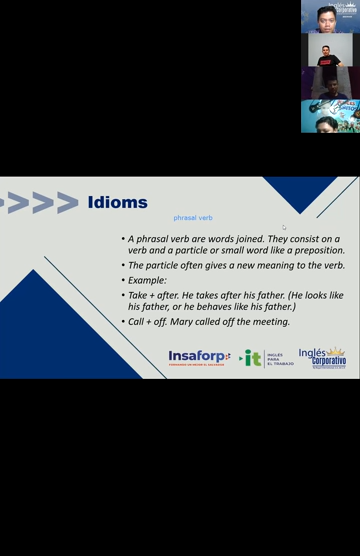 Inglés
Corporativo
>>>> Idioms
phrasal verb
• A phrasal verb are words joined. They consist on a
verb and a particle or small word like a preposition.
• The particle often gives a new meaning to the verb.
• Example:
• Take + after. He takes after his father. (He looks like
his father, or he behaves like his father.)
• Call + off. Mary called off the meeting.
Insaforp
it
INGLÉS
PARA
EL TRABAJO
Inglés
Corporativo